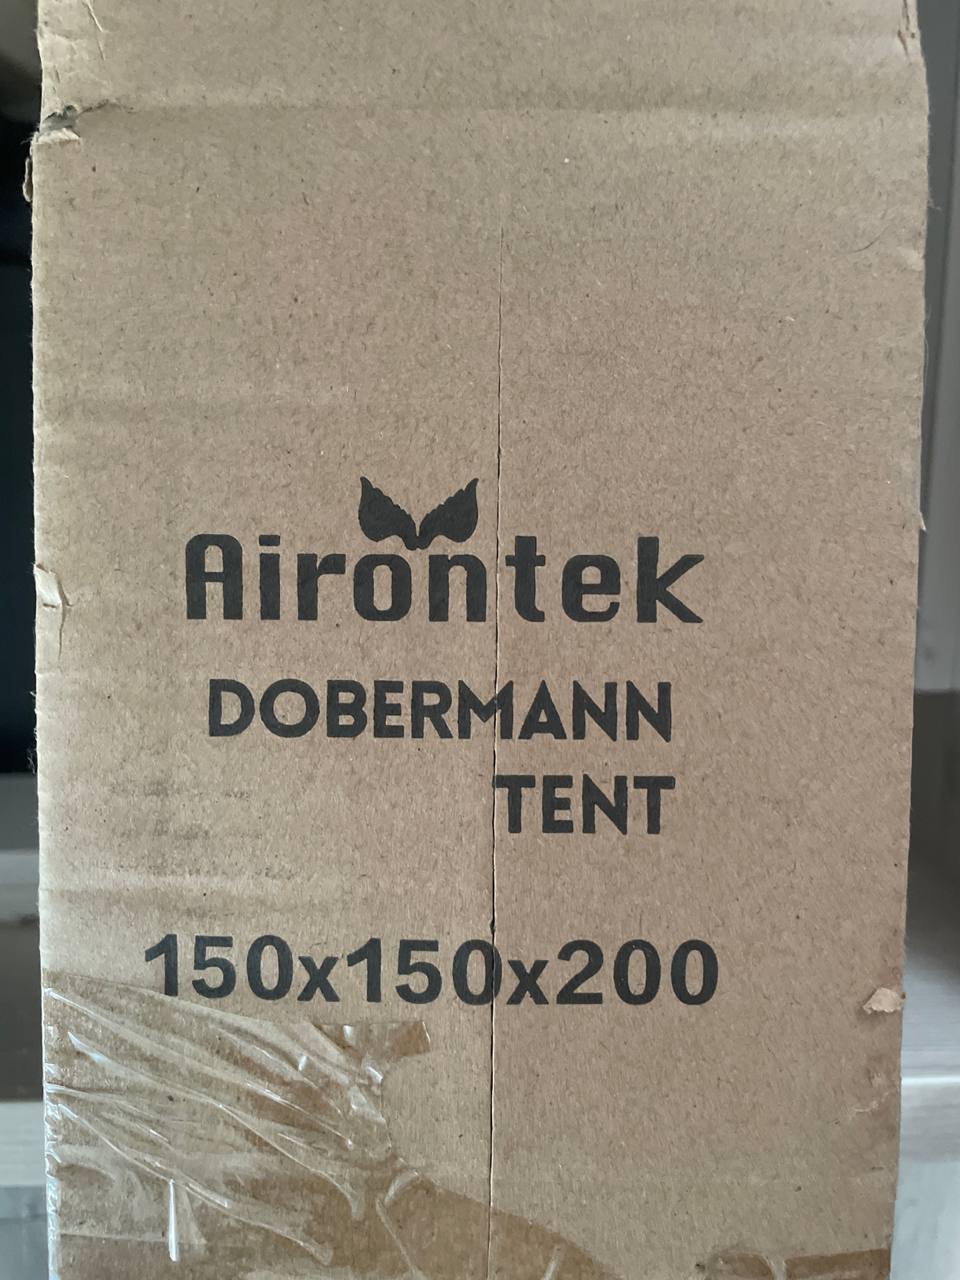 Airontek
DOBERMANN
TENT
150x150x200